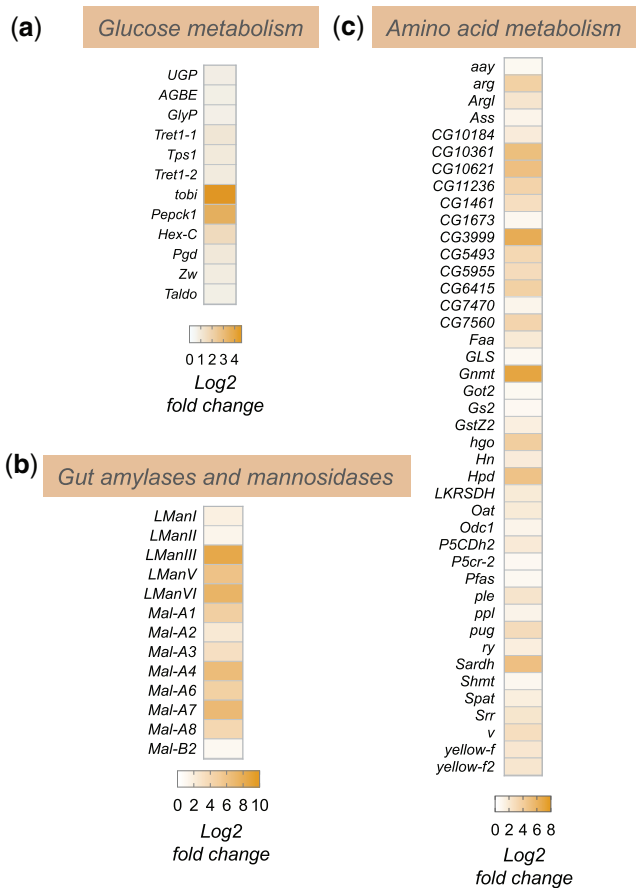 (a)
Glucose metabolism
UGP
AGBE
GlyP
Tret1-1
Tps1
Tret1-2
tobi
Pepck1
Hex-C
Pgd
Zw
Taldo
0 1 2 3 4
Log2
fold change
(b)
Gut amylases and mannosidases
LManI
LManII
LManIII
LManV
LManVI
Mal-A1
Mal-A2
Mal-A3
Mal-A4
Mal-A6
Mal-A7
Mal-A8
Mal-B2
0 2 4 6 8 10
Log2
fold change
(c)
Amino acid metabolism
aay
arg
Argl
Ass
CG10184
CG10361
CG10621
CG11236
CG1461
CG1673
CG3999
CG5493
CG5955
CG6415
CG7470
CG7560
Faa
GLS
Gnmt
Got2
Gs2
GstZ2
hgo
Hn
Hpd
LKRSDH
Oat
Odc1
P5CDh2
P5cr-2
Pfas
ple
ppl
pug
ry
Sardh
Shmt
Spat
Srr
v
yellow-f
yellow-f2
0 2 4 6 8
Log2
fold change